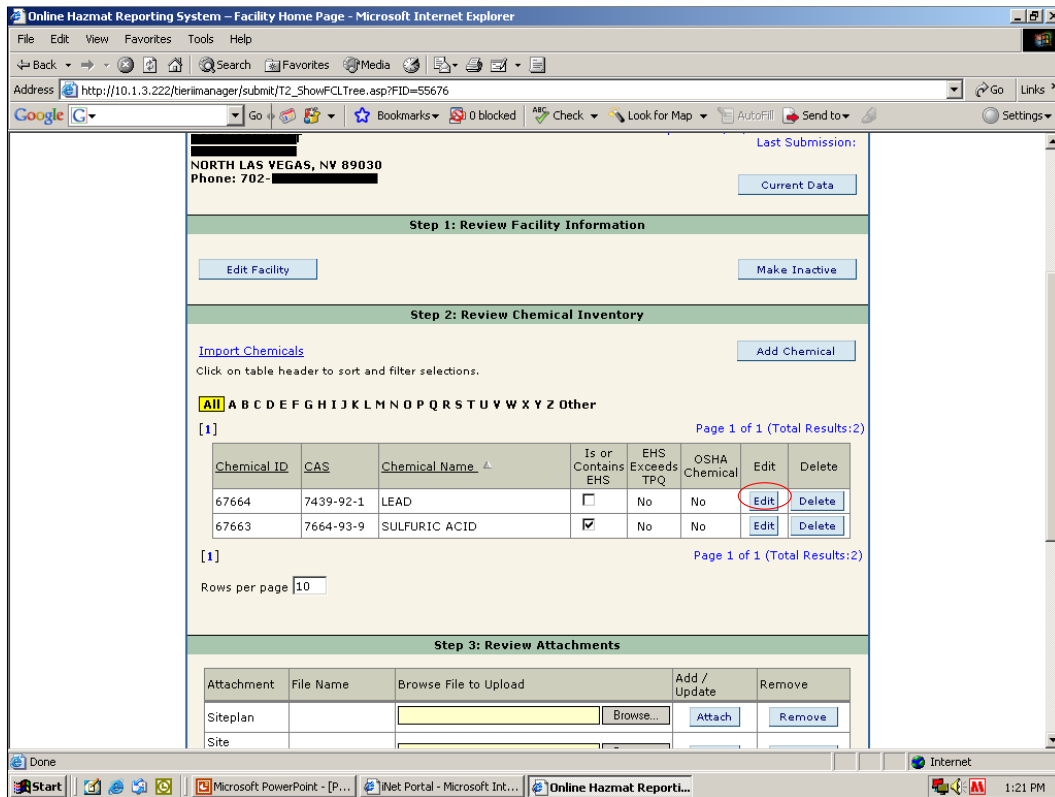 Online Hazmat Reporting System – Facility Home Page - Microsoft Internet Explorer
File Edit View Favorites Tools Help
Back Search Favorites Media
Address http://10.1.3.222/tieriimanager/submit/T2_ShowFCLTree.asp?FID=55676 Go Links »
Google G Go Bookmarks 0 blocked ABC Check Look for Map AutoFill Send to Settings
Last Submission:
NORTH LAS VEGAS, NV 89030
Phone: 702-
Current Data
Step 1: Review Facility Information
Edit Facility Make Inactive
Step 2: Review Chemical Inventory
Import Chemicals Add Chemical
Click on table header to sort and filter selections.
All A B C D E F G H I J K L M N O P Q R S T U V W X Y Z Other
[1] Page 1 of 1 (Total Results:2)
Chemical ID CAS Chemical Name Is or Contains EHS EHS Exceeds TPQ OSHA Chemical Edit Delete
67664 7439-92-1 LEAD No No Edit Delete
67663 7664-93-9 SULFURIC ACID No No Edit Delete
[1] Page 1 of 1 (Total Results:2)
Rows per page 10
Step 3: Review Attachments
Attachment File Name Browse File to Upload Add / Update Remove
Siteplan Browse... Attach Remove
Site
Done Internet
Start Microsoft PowerPoint - [P... iNet Portal - Microsoft Int... Online Hazmat Reporti... 1:21 PM